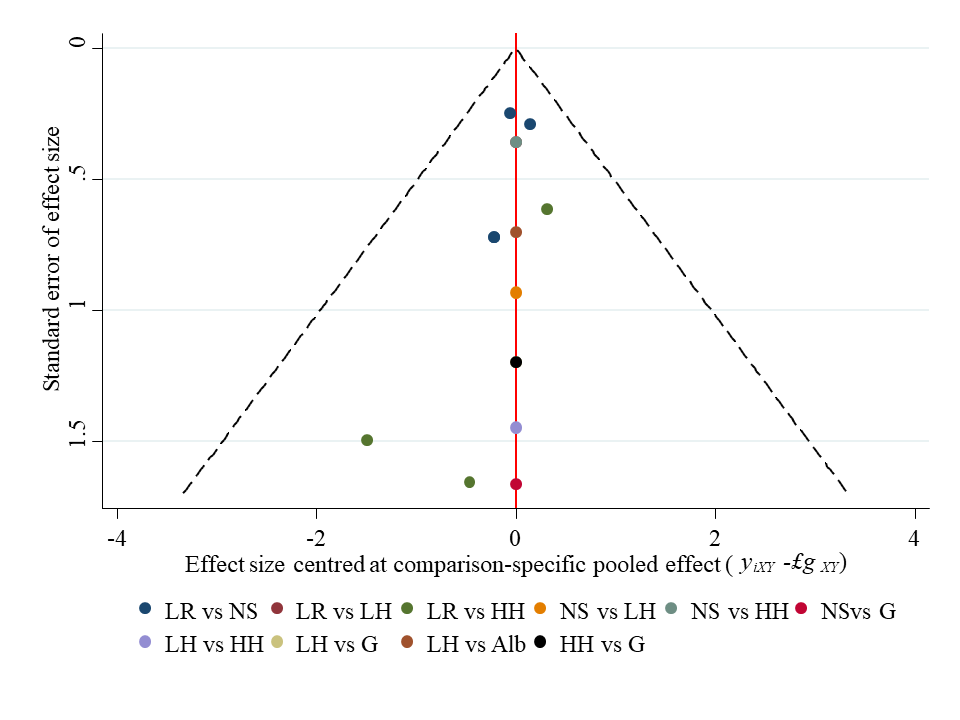 Standard error of effect size
0
.5
1
1.5
-4
-2
0
2
4
Effect size centred at comparison-specific pooled effect ( yiXY -£g XY)
LR vs NS LR vs LH LR vs HH NS vs LH NS vs HH NSvs G
LH vs HH LH vs G LH vs Alb HH vs G